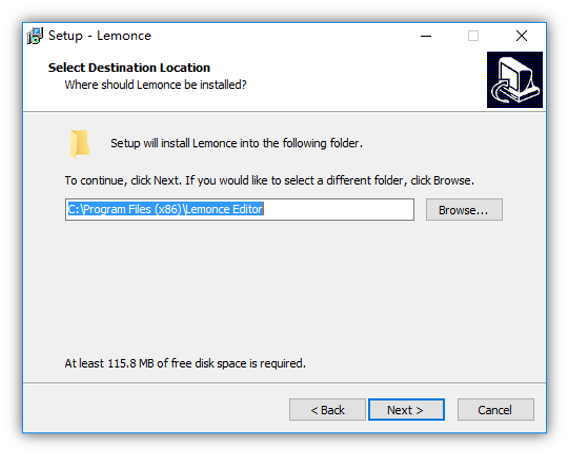 Setup - Lemonce
Select Destination Location
Where should Lemonce be installed?
Setup will install Lemonce into the following folder.
To continue, click Next. If you would like to select a different folder, click Browse.
C:\Program Files (x86)\Lemonce Editor
Browse...
At least 115.8 MB of free disk space is required.
< Back
Next >
Cancel